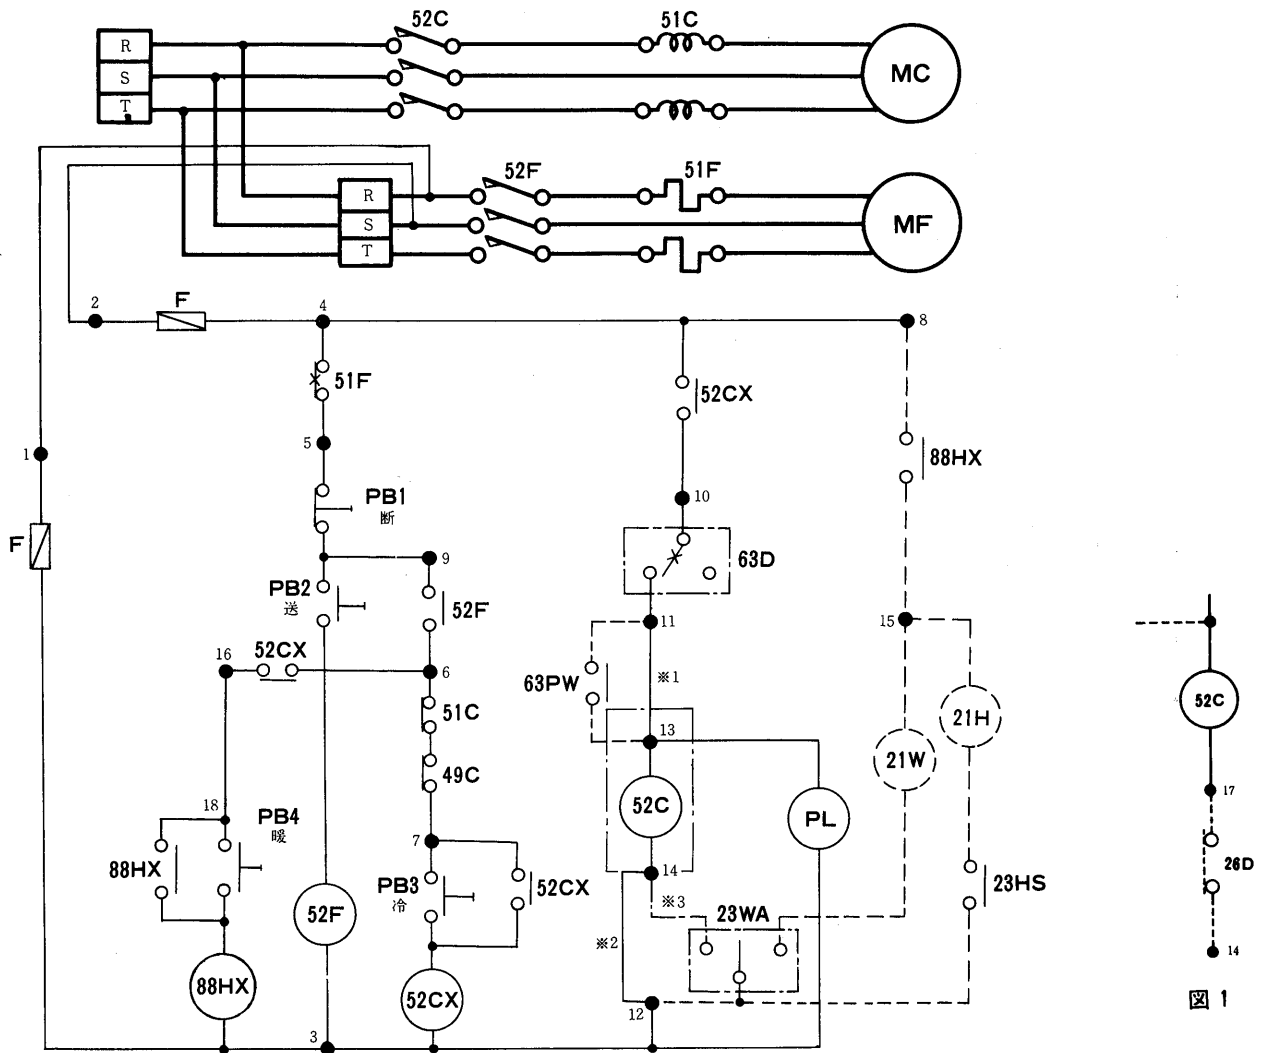 52C
51C
R
S
T
MC
52F
51F
R
S
T
MF
2
F
4
8
51F
52CX
5
1
88HX
PB1
断
10
F
63D
9
PB2
送
52F
11
15
16
52CX
6
63PW
※1
51C
13
21H
52C
49C
21W
17
18
PB4
暖
52C
PL
26D
7
88HX
PB3
冷
52CX
14
※3
23WA
23HS
52F
※2
14
88HX
52CX
12
図 1
3